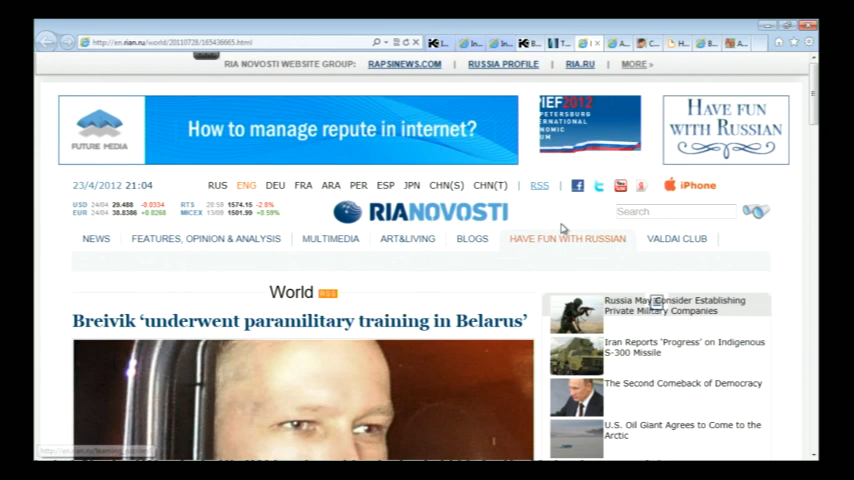 http://en.rian.ru/world/20110728/165436665.html
RIA NOVOSTI WEBSITE GROUP: RAPSINEWS.COM | RUSSIA PROFILE | RIA.RU | MORE »
FUTURE MEDIA
How to manage repute in internet?
IEF2012
PETERSBURG
TERNATIONAL
NOMIC
UM
HAVE FUN
WITH RUSSIAN
23/4/2012 21:04 RUS ENG DEU FRA ARA PER ESP JPN CHN(S) CHN(T) | RSS iPhone
USD 24/04 29.488 -0.0334 RTS 20:59 1574.15 -2.8%
EUR 24/04 38.8386 +0.0268 MICEX 13/09 1501.99 +0.59%
RIANOVOSTI
Search
NEWS FEATURES, OPINION & ANALYSIS MULTIMEDIA ART&LIVING BLOGS HAVE FUN WITH RUSSIAN VALDAI CLUB
World RSS
Breivik ‘underwent paramilitary training in Belarus’
Russia May Consider Establishing
Private Military Companies
Iran Reports ‘Progress’ on Indigenous
S-300 Missile
The Second Comeback of Democracy
U.S. Oil Giant Agrees to Come to the
Arctic